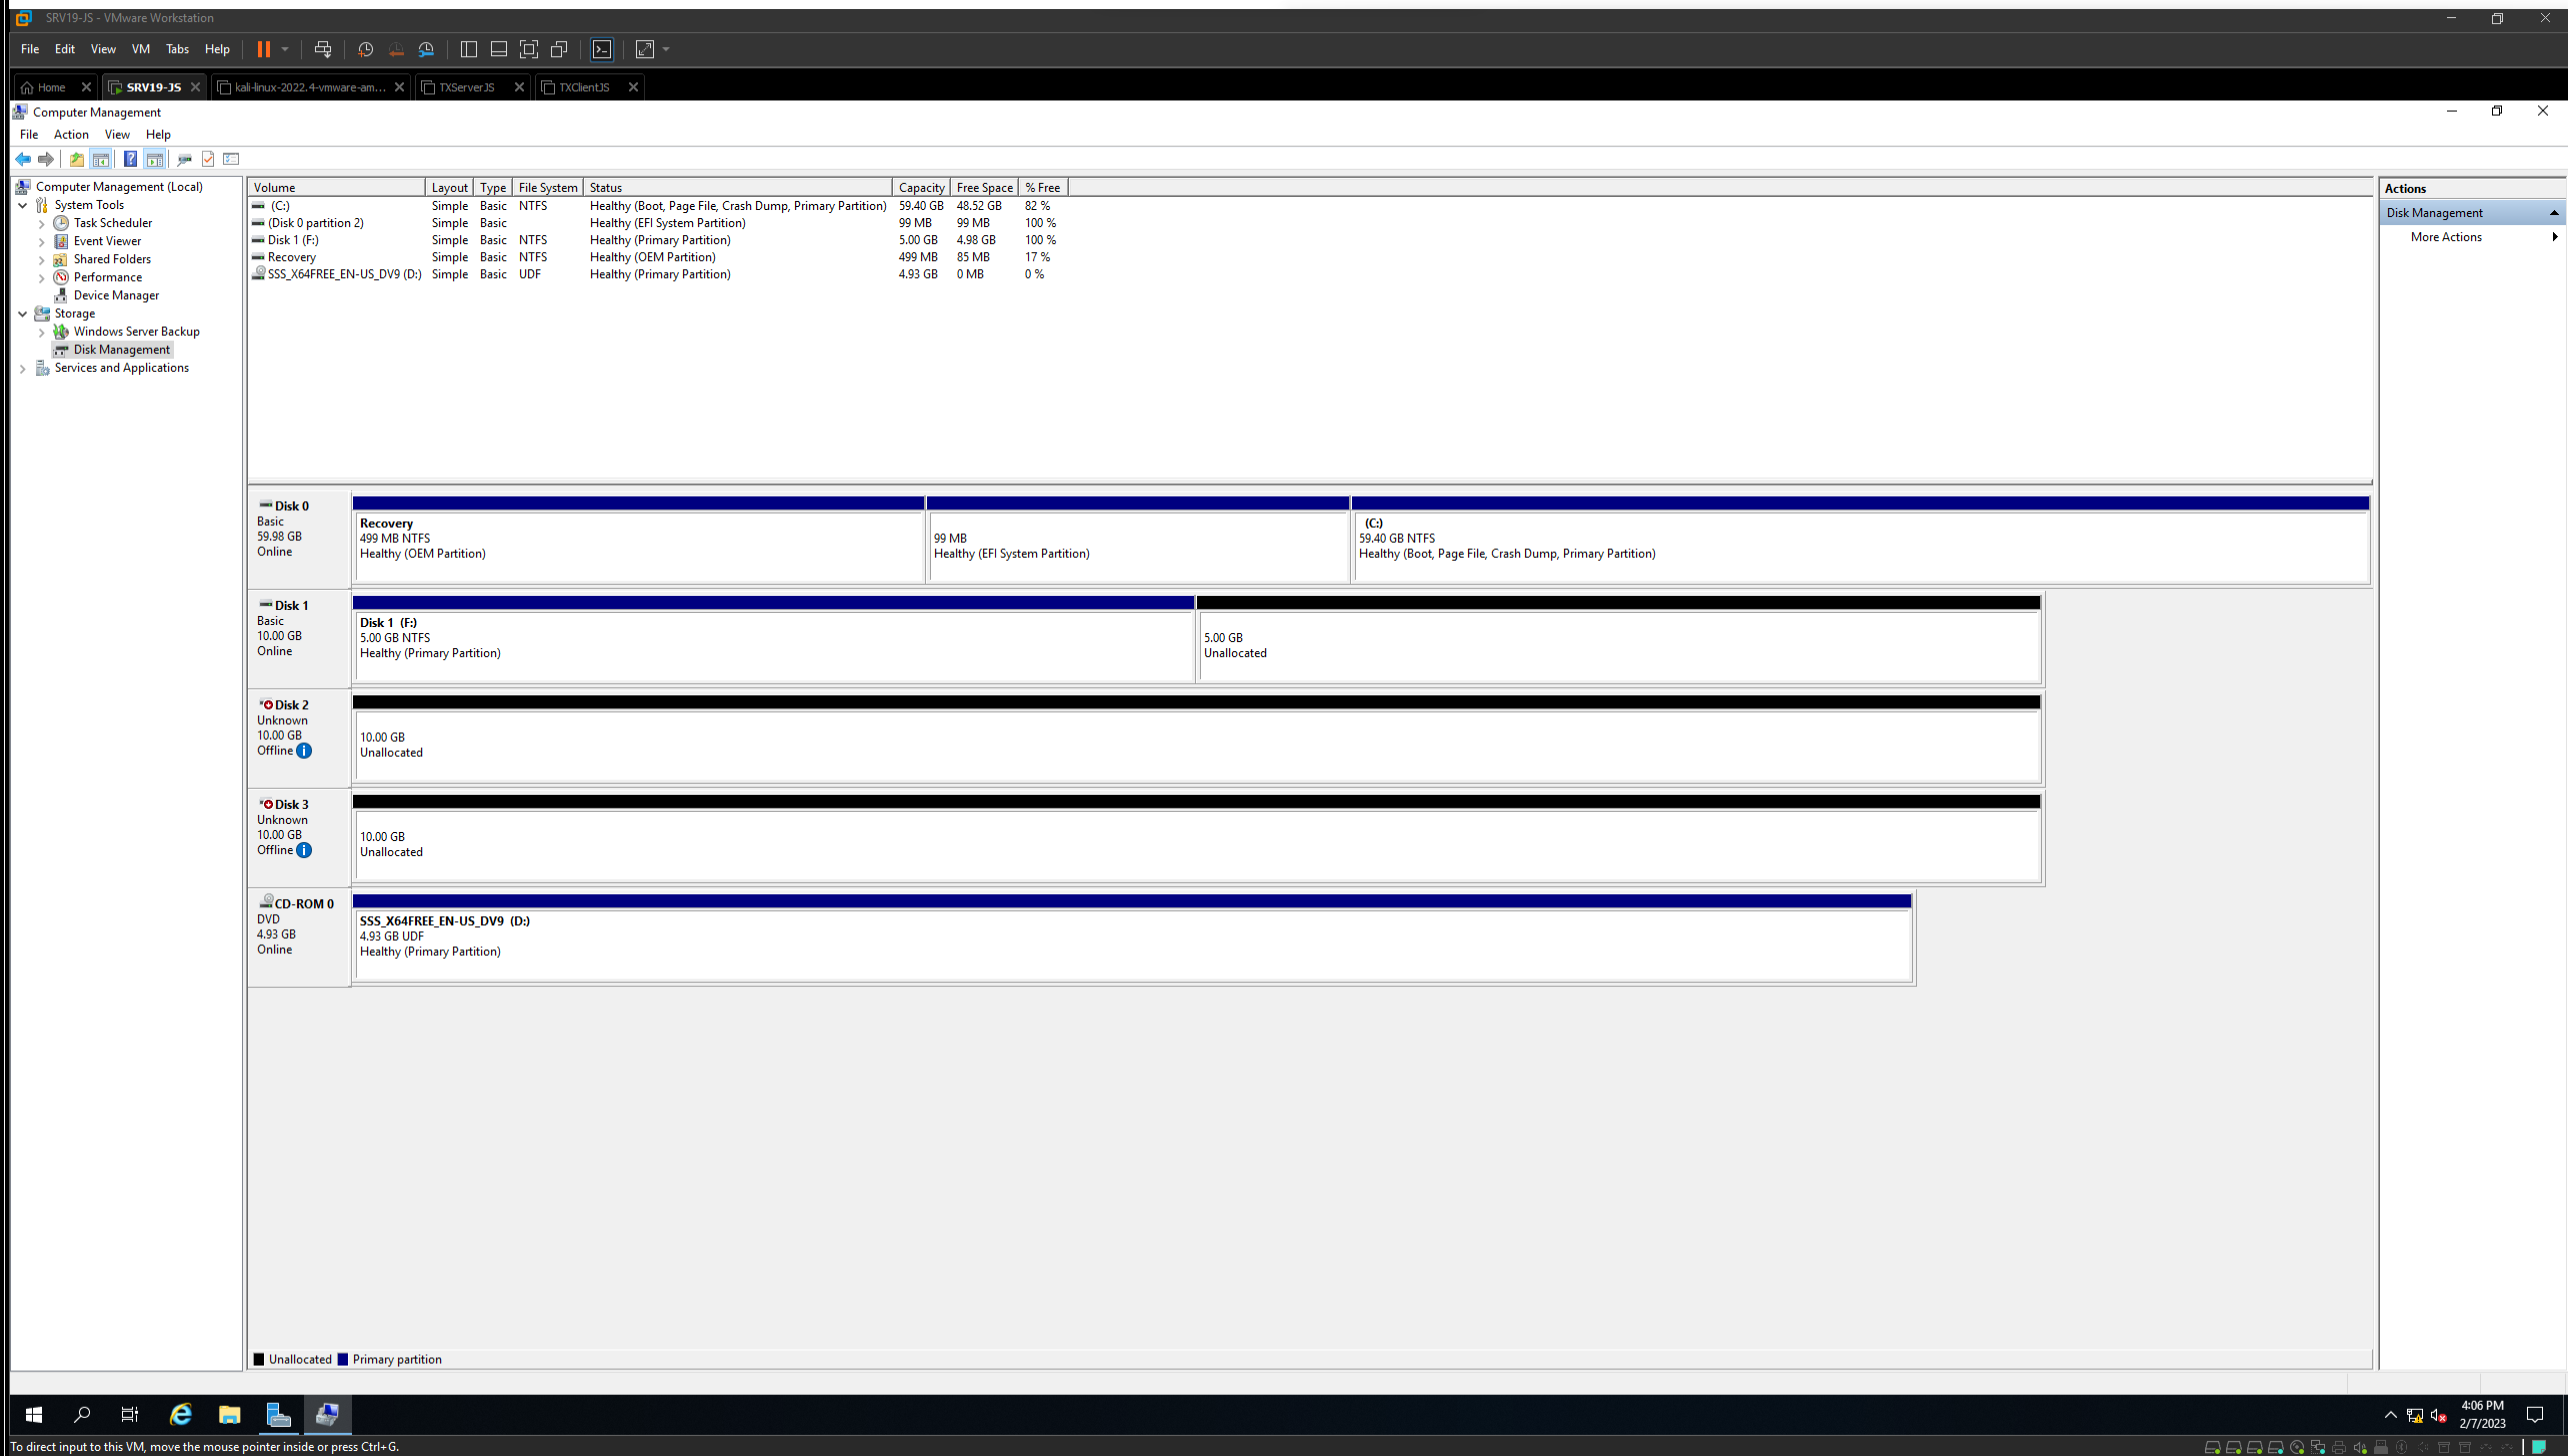 SRV19-JS - VMware Workstation
File Edit View VM Tabs Help
Home SRV19-JS kali-linux-2022.4-vmware-am... TXServerJS TXClientJS
Computer Management
File Action View Help
Computer Management (Local)
System Tools
Task Scheduler
Event Viewer
Shared Folders
Performance
Device Manager
Storage
Windows Server Backup
Disk Management
Services and Applications
Volume Layout Type File System Status Capacity Free Space % Free
(C:) Simple Basic NTFS Healthy (Boot, Page File, Crash Dump, Primary Partition) 59.40 GB 48.52 GB 82 %
(Disk 0 partition 2) Simple Basic Healthy (EFI System Partition) 99 MB 99 MB 100 %
Disk 1 (F:) Simple Basic NTFS Healthy (Primary Partition) 5.00 GB 4.98 GB 100 %
Recovery Simple Basic NTFS Healthy (OEM Partition) 499 MB 85 MB 17 %
SSS_X64FREE_EN-US_DV9 (D:) Simple Basic UDF Healthy (Primary Partition) 4.93 GB 0 MB 0 %
Disk 0
Basic
59.98 GB
Online
Recovery
499 MB NTFS
Healthy (OEM Partition)
99 MB
Healthy (EFI System Partition)
(C:)
59.40 GB NTFS
Healthy (Boot, Page File, Crash Dump, Primary Partition)
Disk 1
Basic
10.00 GB
Online
Disk 1 (F:)
5.00 GB NTFS
Healthy (Primary Partition)
5.00 GB
Unallocated
Disk 2
Unknown
10.00 GB
Offline
10.00 GB
Unallocated
Disk 3
Unknown
10.00 GB
Offline
10.00 GB
Unallocated
CD-ROM 0
DVD
4.93 GB
Online
SSS_X64FREE_EN-US_DV9 (D:)
4.93 GB UDF
Healthy (Primary Partition)
Unallocated Primary partition
Actions
Disk Management
More Actions
4:06 PM
2/7/2023
To direct input to this VM, move the mouse pointer inside or press Ctrl+G.